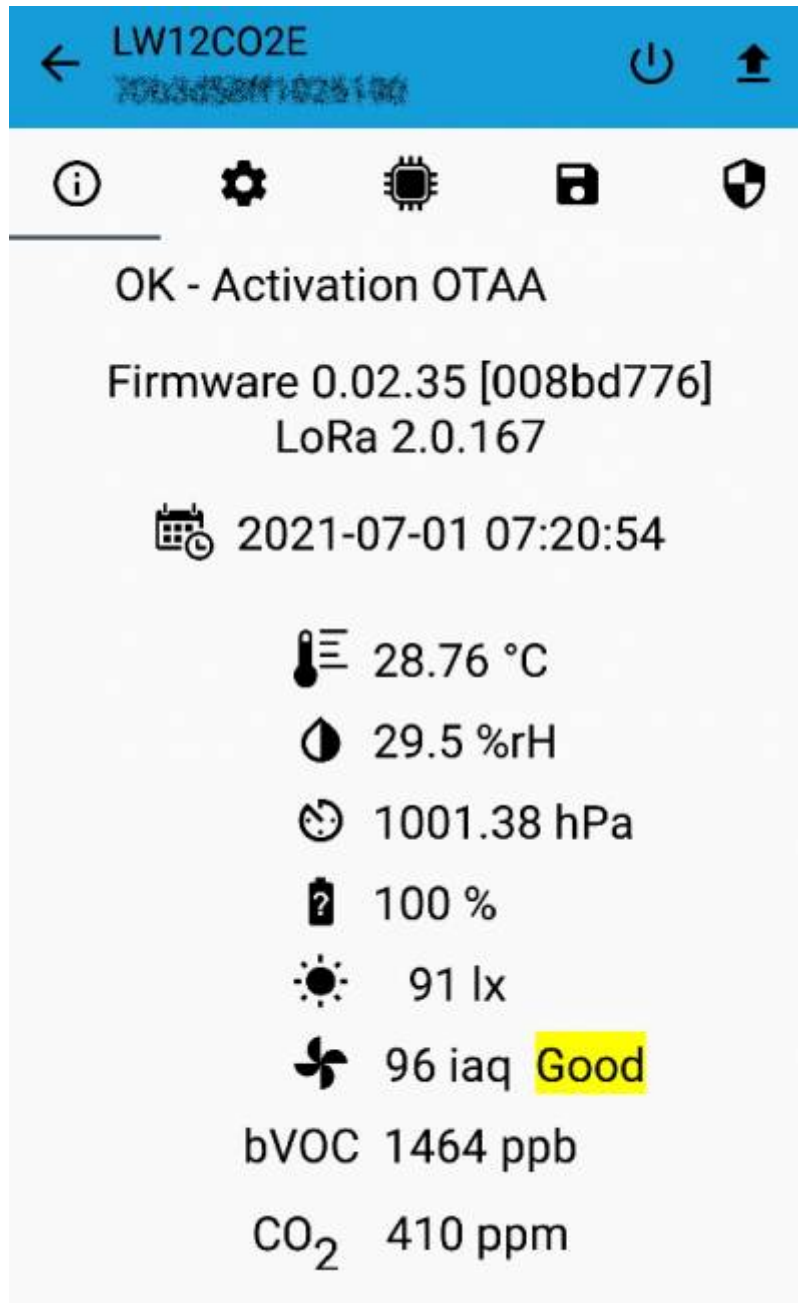 LW12CO2E
OK - Activation OTAA
Firmware 0.02.35 [008bd776]
LoRa 2.0.167
2021-07-01 07:20:54
28.76 °C
29.5 %rH
1001.38 hPa
100 %
91 lx
96 iaq Good
bVOC 1464 ppb
CO₂ 410 ppm